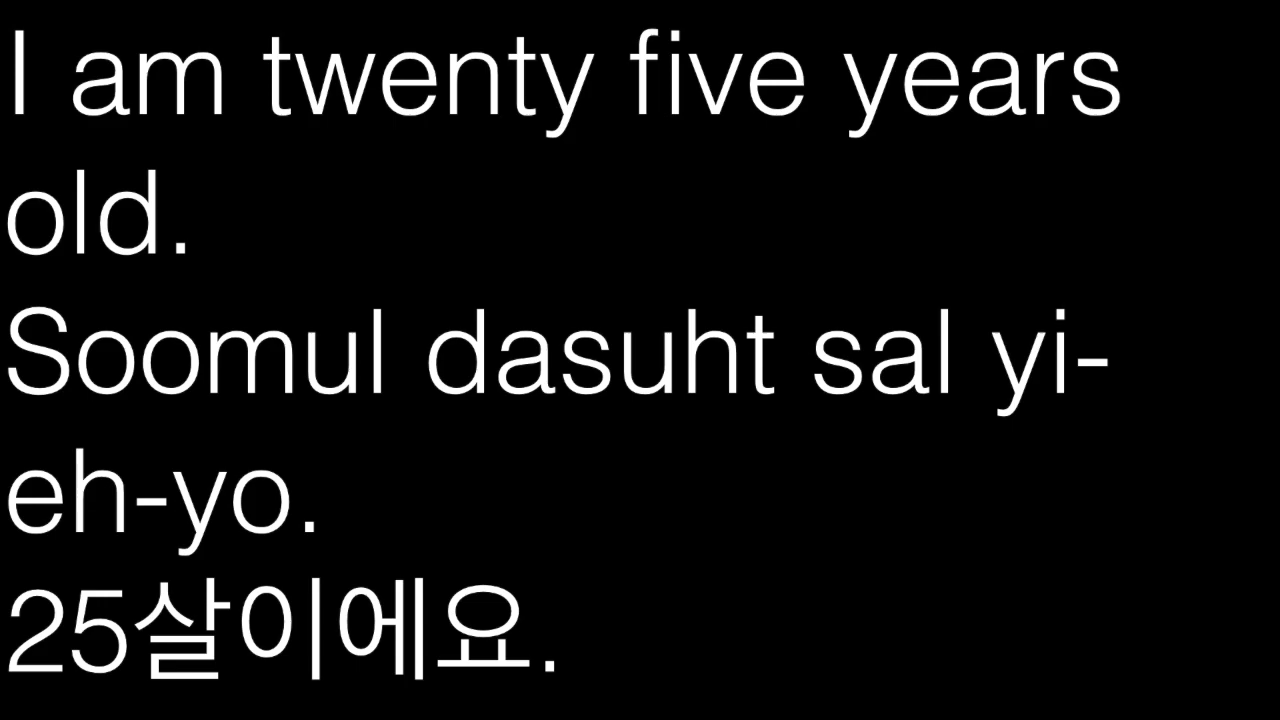 I am twenty five years
old.
Soomul dasuht sal yi-
eh-yo.
25살이에요.